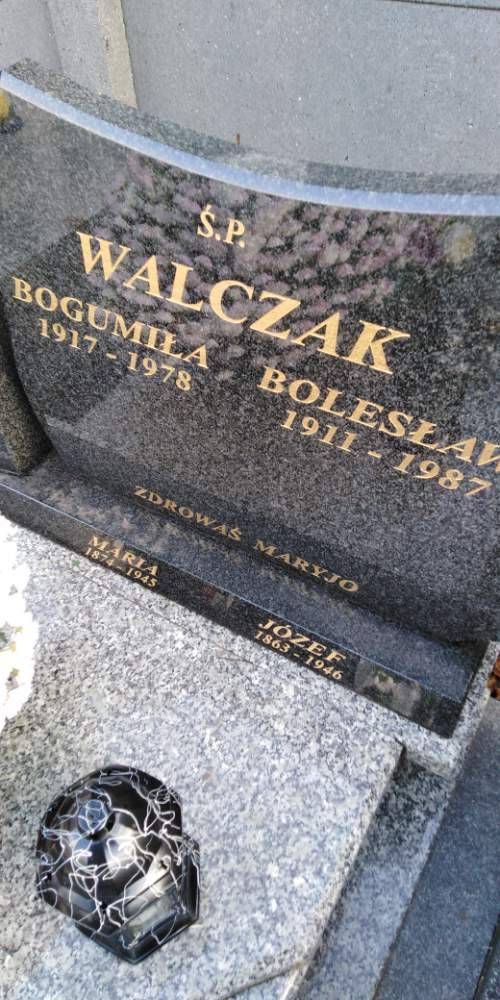 Ś.P.
WALCZAK
BOGUMIŁA
1917 - 1978
BOLESŁAW
1911 - 1987
ZDROWAŚ MARYJO
MARIA
1874 - 1945
JÓZEF
1863 - 1946